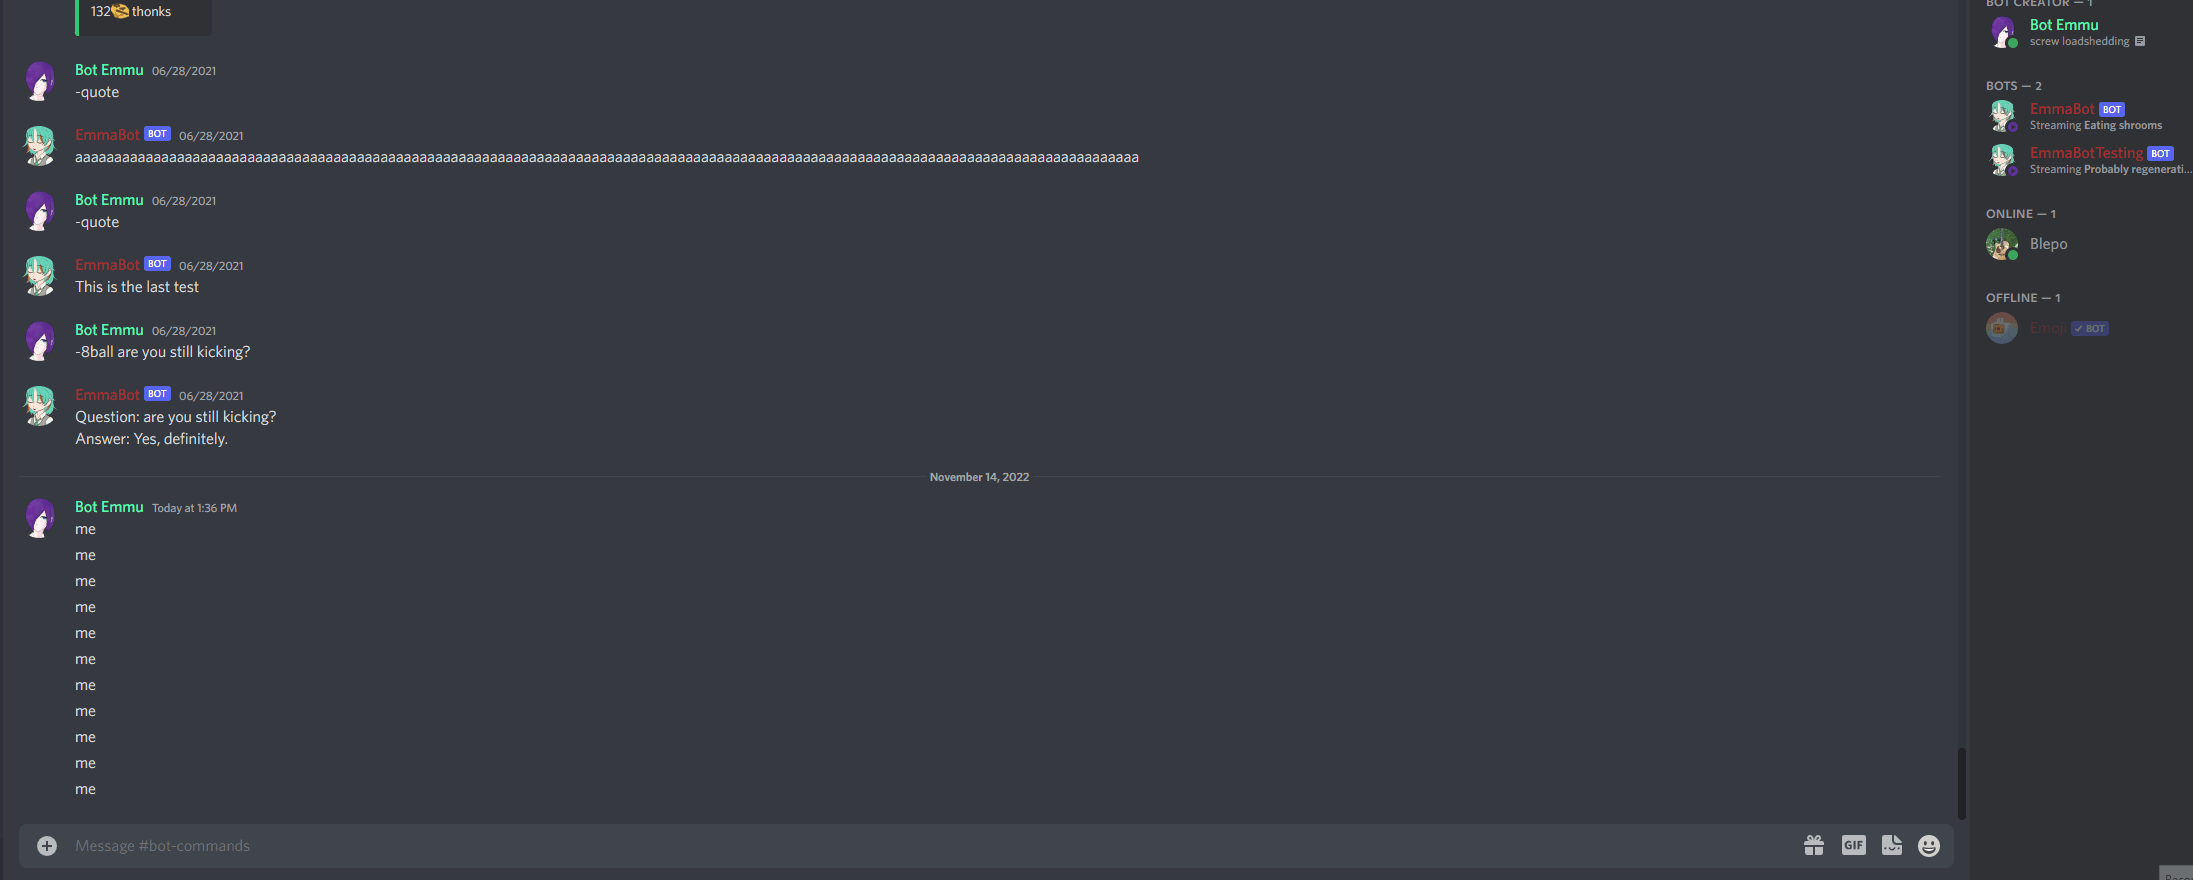 132 thonks
Bot Emmu 06/28/2021
-quote
EmmaBot BOT 06/28/2021
aaaaaaaaaaaaaaaaaaaaaaaaaaaaaaaaaaaaaaaaaaaaaaaaaaaaaaaaaaaaaaaaaaaaaaaaaaaaaaaaaaaaaaaaaaaaaaaaaaaaaaaaaaaaaaaaaaaaaaaaaaaaaaaaaaaaaaaa
Bot Emmu 06/28/2021
-quote
EmmaBot BOT 06/28/2021
This is the last test
Bot Emmu 06/28/2021
-8ball are you still kicking?
EmmaBot BOT 06/28/2021
Question: are you still kicking?
Answer: Yes, definitely.
November 14, 2022
Bot Emmu Today at 1:36 PM
me
me
me
me
me
me
me
me
me
me
me
Message #bot-commands
GIF
BOT CREATOR — 1
Bot Emmu
screw loadshedding
BOTS — 2
EmmaBot BOT
Streaming Eating shrooms
EmmaBotTesting BOT
Streaming Probably regenerati...
ONLINE — 1
Blepo
OFFLINE — 1
Emoji BOT